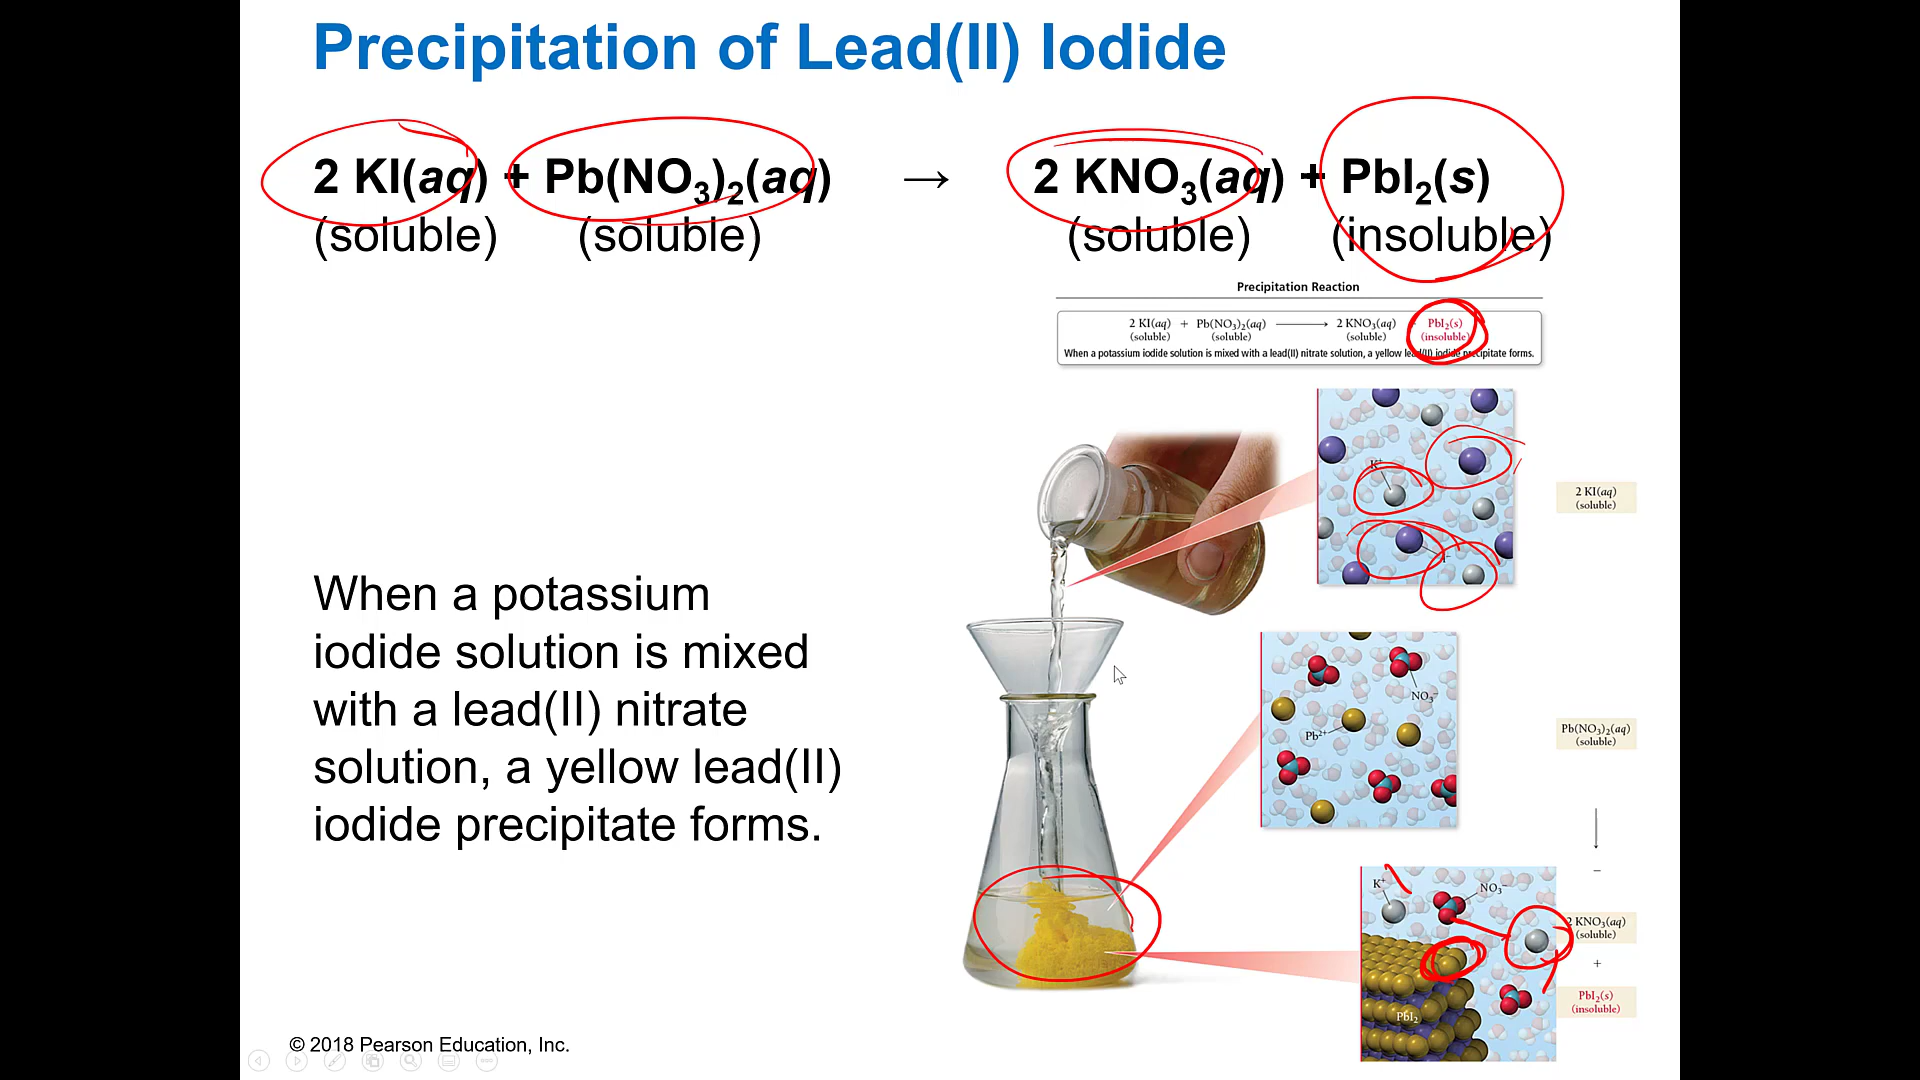 Precipitation of Lead(II) Iodide
2 KI(aq) + Pb(NO₃)₂(aq) → 2 KNO₃(aq) + PbI₂(s)
(soluble) (soluble) (soluble) (insoluble)
Precipitation Reaction
2 KI(aq) + Pb(NO₃)₂(aq) → 2 KNO₃(aq) PbI₂(s)
(soluble) (soluble) (soluble) (insoluble)
When a potassium iodide solution is mixed with a lead(II) nitrate solution, a yellow lead(II) iodide precipitate forms.
K⁺
I⁻
2 KI(aq)
(soluble)
When a potassium
iodide solution is mixed
with a lead(II) nitrate
solution, a yellow lead(II)
iodide precipitate forms.
NO₃⁻
Pb²⁺
Pb(NO₃)₂(aq)
(soluble)
K⁺
NO₃⁻
2 KNO₃(aq)
(soluble)
+
PbI₂(s)
(insoluble)
PbI₂
© 2018 Pearson Education, Inc.